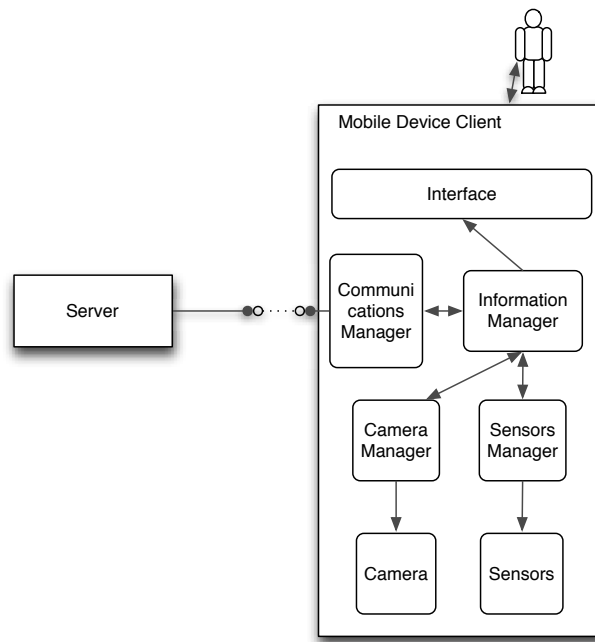 Mobile Device Client
Interface
Server
Communi
cations
Manager
Information
Manager
Camera
Manager
Sensors
Manager
Camera
Sensors